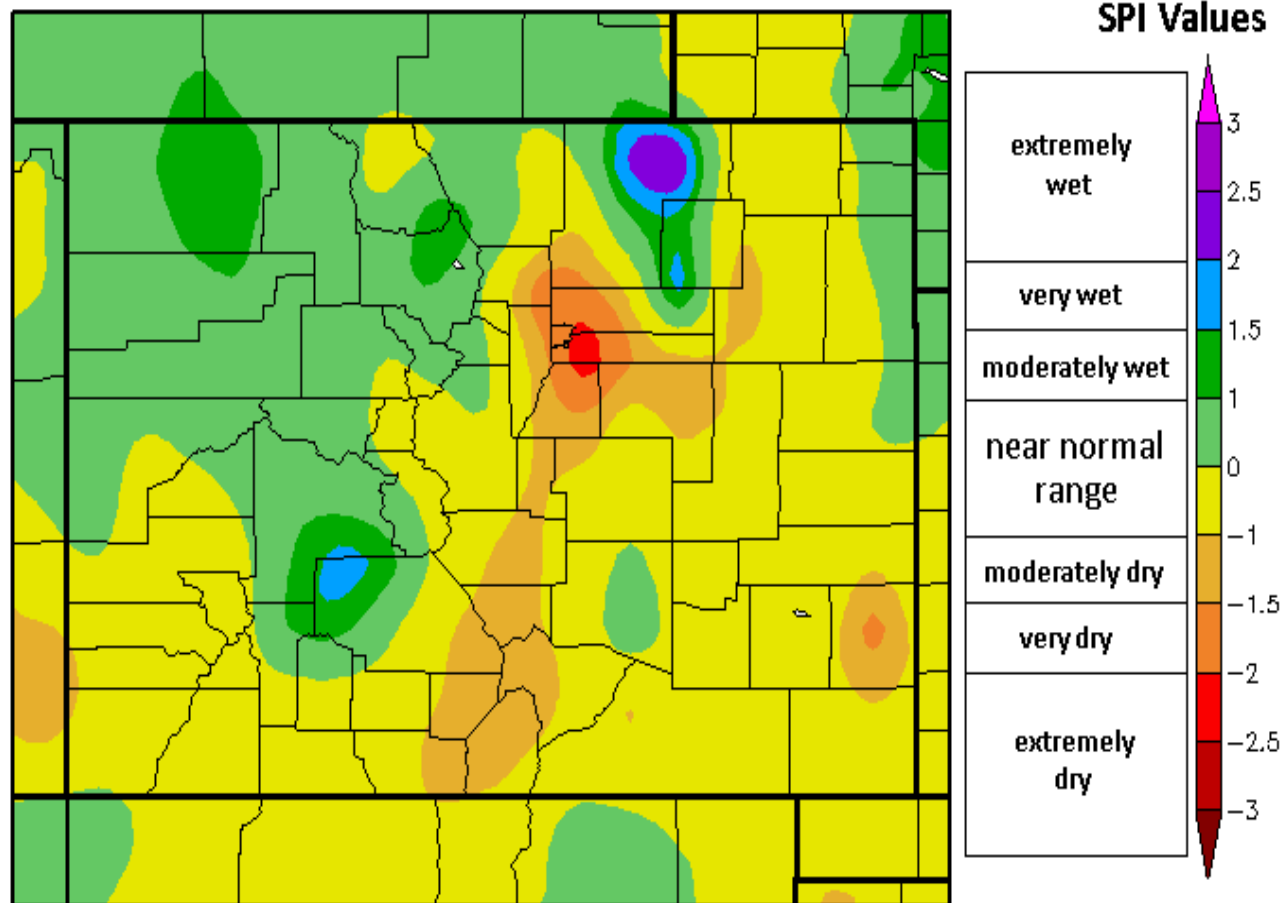 SPI Values
extremely
wet
very wet
moderately wet
near normal
range
moderately dry
very dry
extremely
dry
3
2.5
2
1.5
1
0
−1
−1.5
−2
−2.5
−3